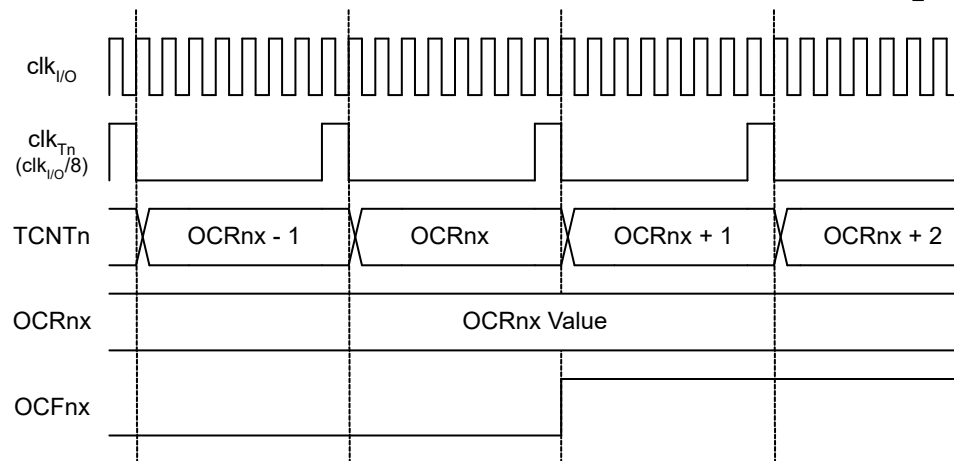 clkI/O
clkTn
(clkI/O/8)
TCNTn OCRnx - 1 OCRnx OCRnx + 1 OCRnx + 2
OCRnx OCRnx Value
OCFnx